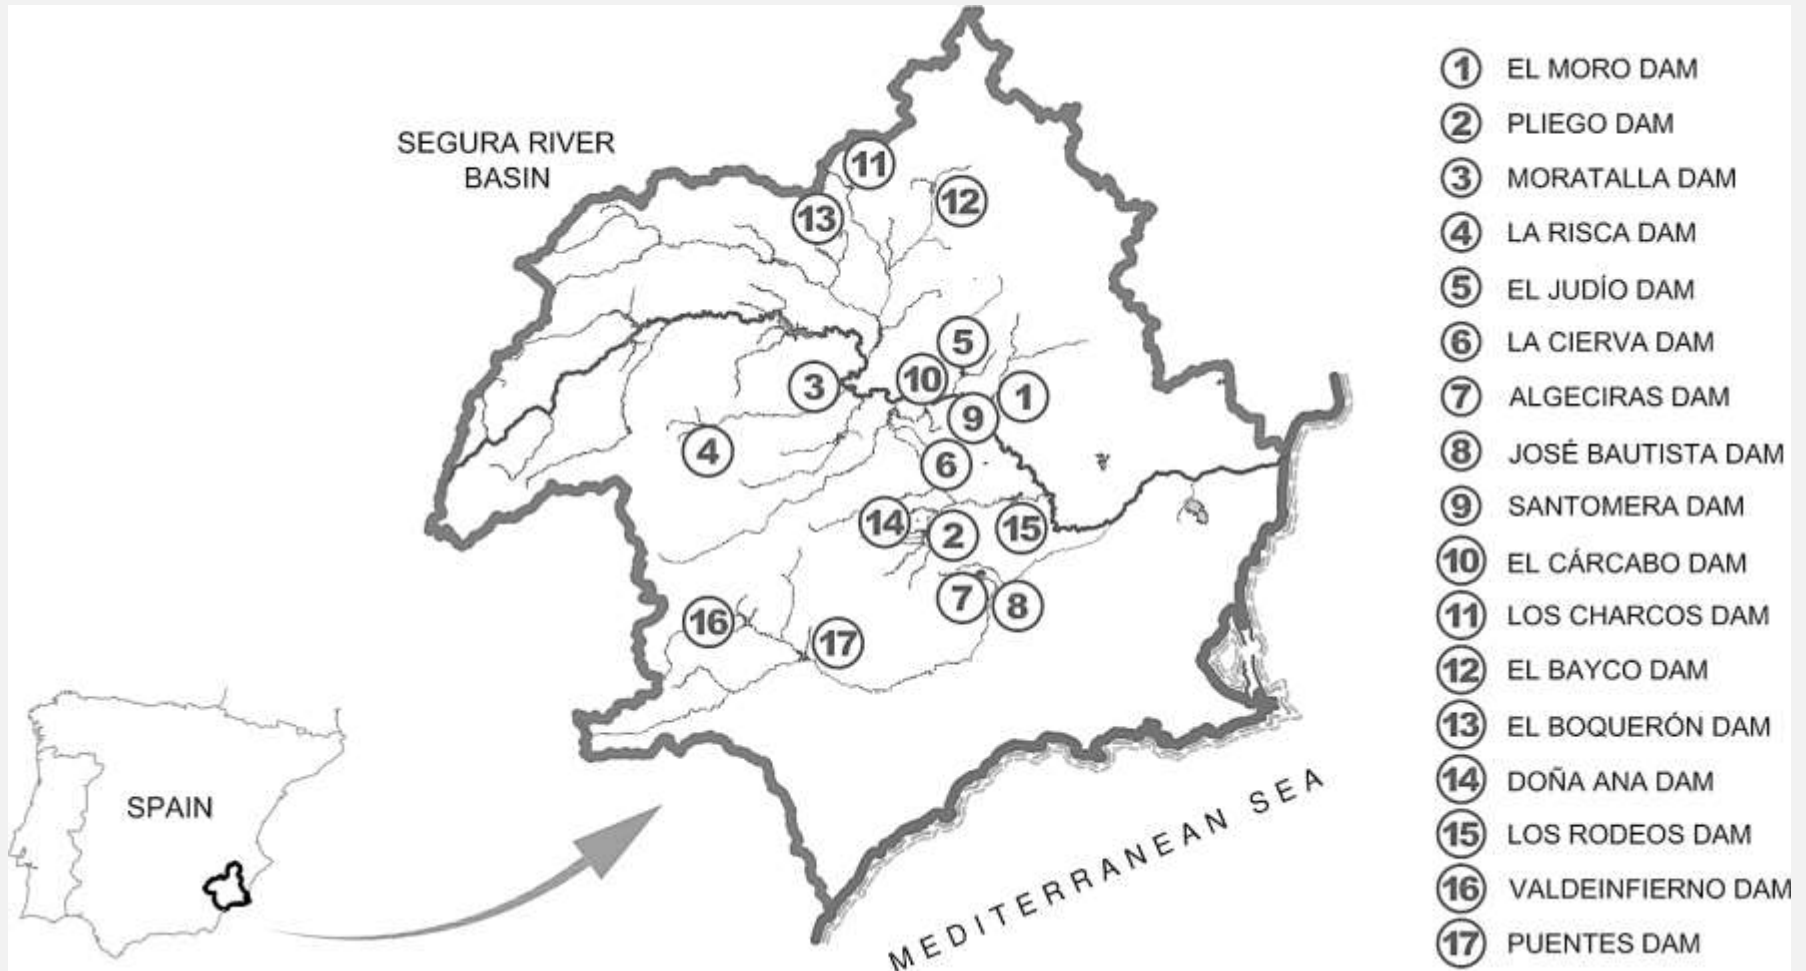 SEGURA RIVER
BASIN
11
12
13
5
10
3
1
9
4
6
14
2
15
7
8
16
17
SPAIN
MEDITERRANEAN SEA
1 EL MORO DAM
2 PLIEGO DAM
3 MORATALLA DAM
4 LA RISCA DAM
5 EL JUDÍO DAM
6 LA CIERVA DAM
7 ALGECIRAS DAM
8 JOSÉ BAUTISTA DAM
9 SANTOMERA DAM
10 EL CÁRCABO DAM
11 LOS CHARCOS DAM
12 EL BAYCO DAM
13 EL BOQUERÓN DAM
14 DOÑA ANA DAM
15 LOS RODEOS DAM
16 VALDEINFIERNO DAM
17 PUENTES DAM